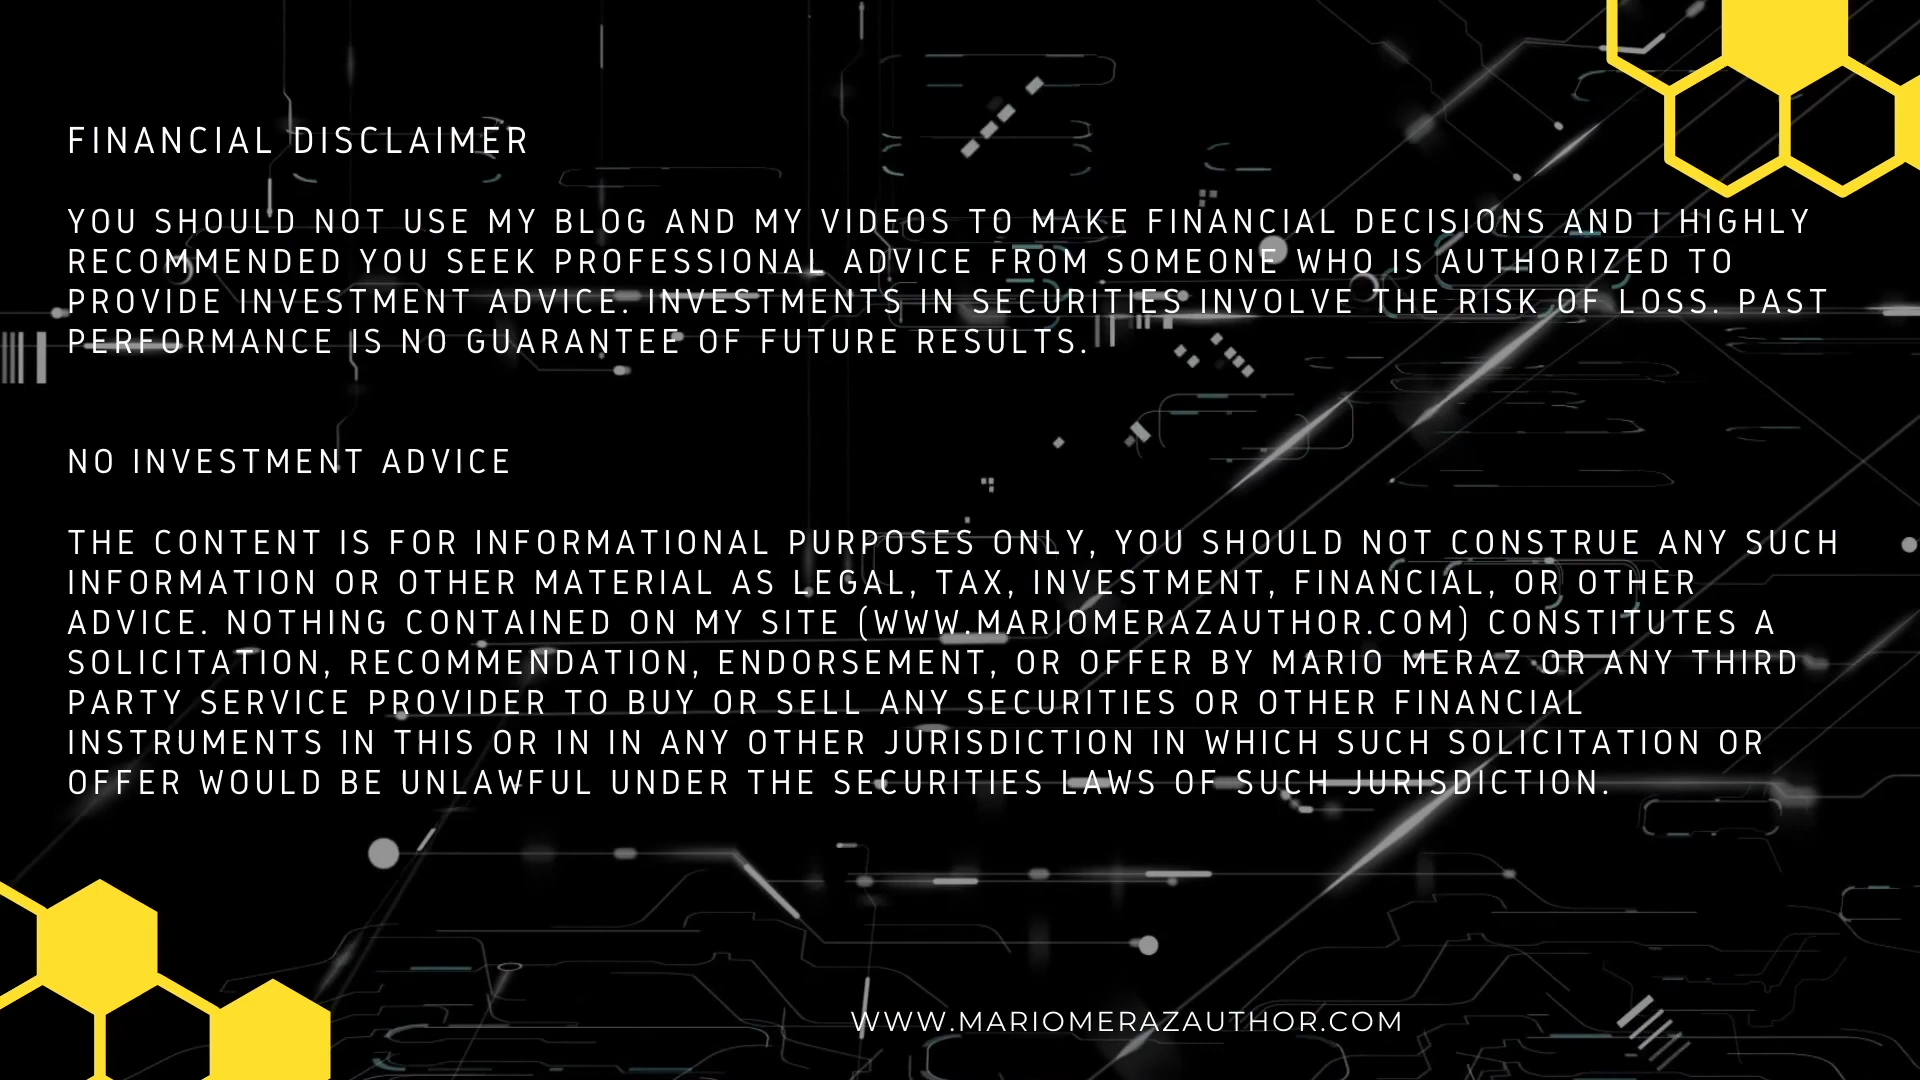 FINANCIAL DISCLAIMER
YOU SHOULD NOT USE MY BLOG AND MY VIDEOS TO MAKE FINANCIAL DECISIONS AND I HIGHLY
RECOMMENDED YOU SEEK PROFESSIONAL ADVICE FROM SOMEONE WHO IS AUTHORIZED TO
PROVIDE INVESTMENT ADVICE. INVESTMENTS IN SECURITIES INVOLVE THE RISK OF LOSS. PAST
PERFORMANCE IS NO GUARANTEE OF FUTURE RESULTS.
NO INVESTMENT ADVICE
THE CONTENT IS FOR INFORMATIONAL PURPOSES ONLY, YOU SHOULD NOT CONSTRUE ANY SUCH
INFORMATION OR OTHER MATERIAL AS LEGAL, TAX, INVESTMENT, FINANCIAL, OR OTHER
ADVICE. NOTHING CONTAINED ON MY SITE (WWW.MARIOMERAZAUTHOR.COM) CONSTITUTES A
SOLICITATION, RECOMMENDATION, ENDORSEMENT, OR OFFER BY MARIO MERAZ OR ANY THIRD
PARTY SERVICE PROVIDER TO BUY OR SELL ANY SECURITIES OR OTHER FINANCIAL
INSTRUMENTS IN THIS OR IN IN ANY OTHER JURISDICTION IN WHICH SUCH SOLICITATION OR
OFFER WOULD BE UNLAWFUL UNDER THE SECURITIES LAWS OF SUCH JURISDICTION.
WWW.MARIOMERAZAUTHOR.COM